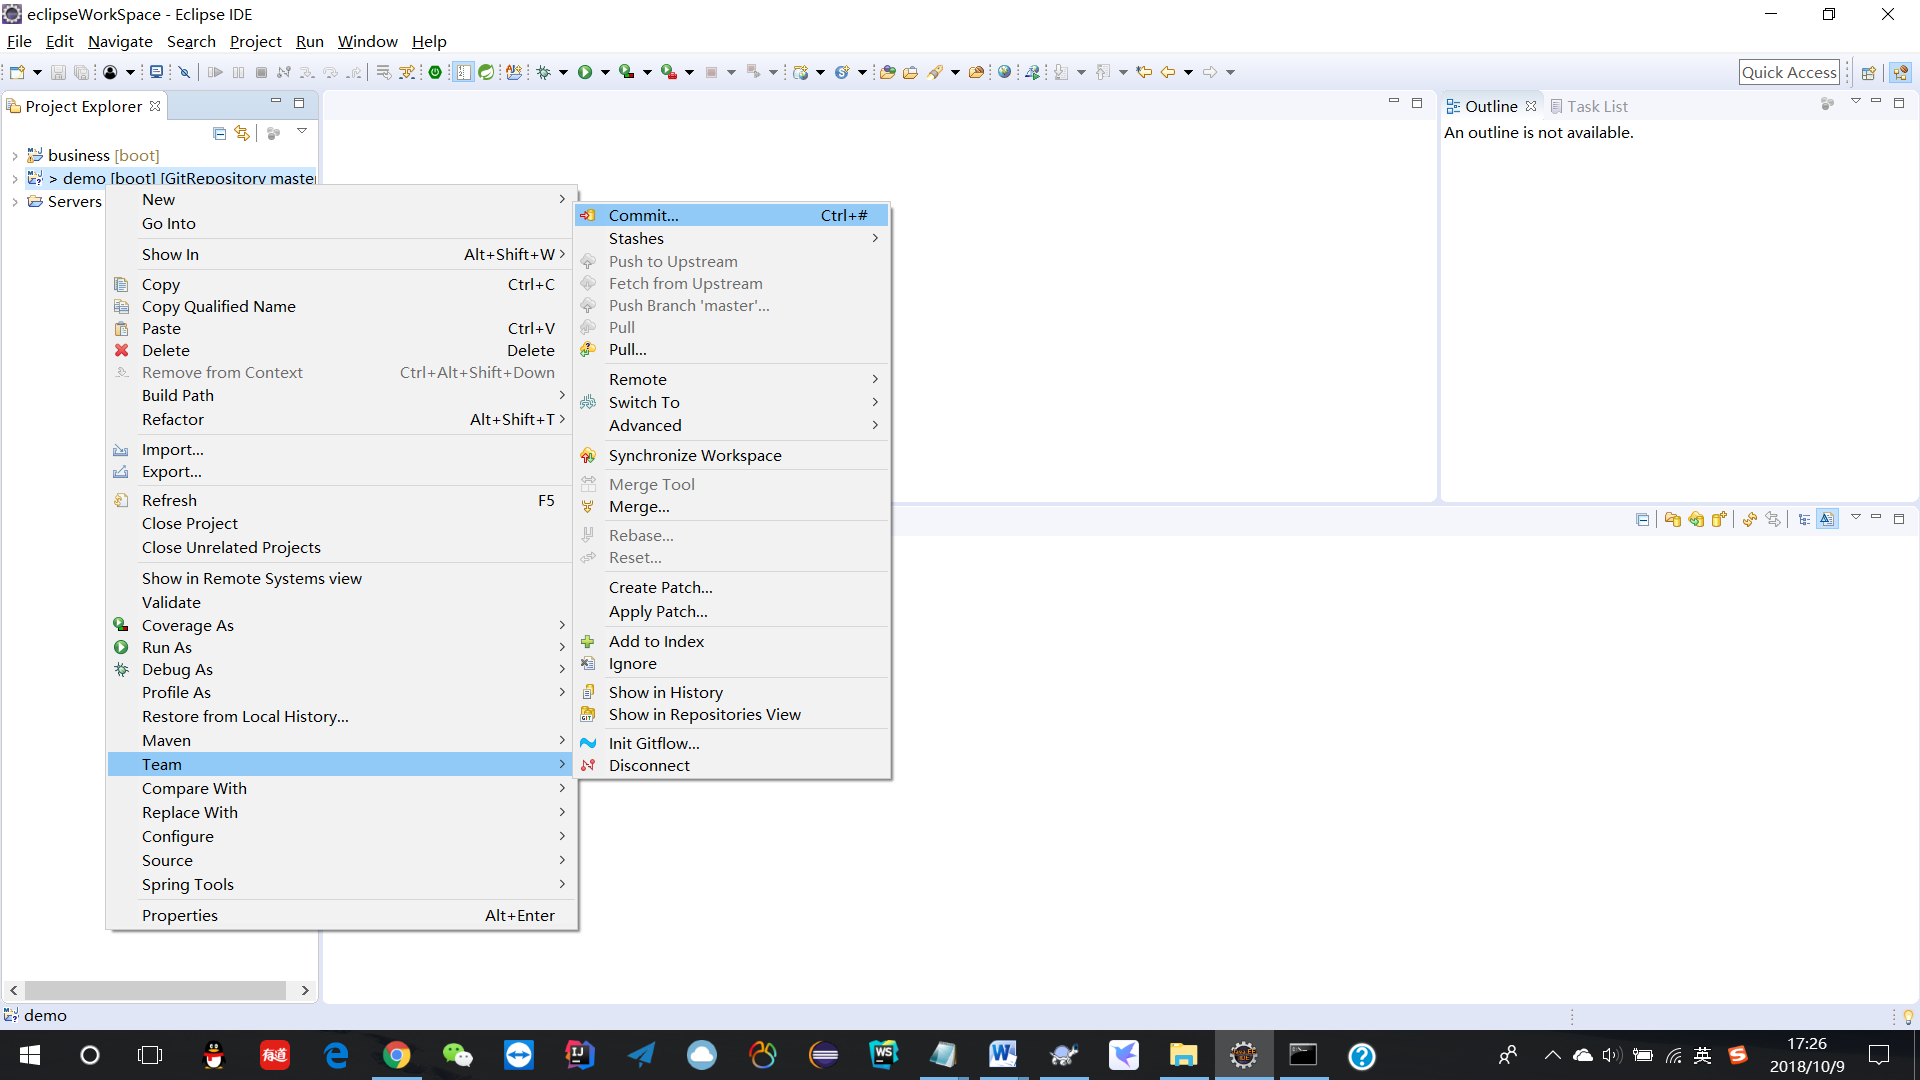 eclipseWorkSpace - Eclipse IDE
File Edit Navigate Search Project Run Window Help
Quick Access
Project Explorer
Outline
Task List
An outline is not available.
business [boot]
> demo [boot] [GitRepository master
Servers
New
Go Into
Show In Alt+Shift+W
Copy Ctrl+C
Copy Qualified Name
Paste Ctrl+V
Delete Delete
Remove from Context Ctrl+Alt+Shift+Down
Build Path
Refactor Alt+Shift+T
Import...
Export...
Refresh F5
Close Project
Close Unrelated Projects
Show in Remote Systems view
Validate
Coverage As
Run As
Debug As
Profile As
Restore from Local History...
Maven
Team
Compare With
Replace With
Configure
Source
Spring Tools
Properties Alt+Enter
Commit... Ctrl+#
Stashes
Push to Upstream
Fetch from Upstream
Push Branch 'master'...
Pull
Pull...
Remote
Switch To
Advanced
Synchronize Workspace
Merge Tool
Merge...
Rebase...
Reset...
Create Patch...
Apply Patch...
Add to Index
Ignore
Show in History
Show in Repositories View
Init Gitflow...
Disconnect
demo
有道
IJ
WS
英
17:26
2018/10/9